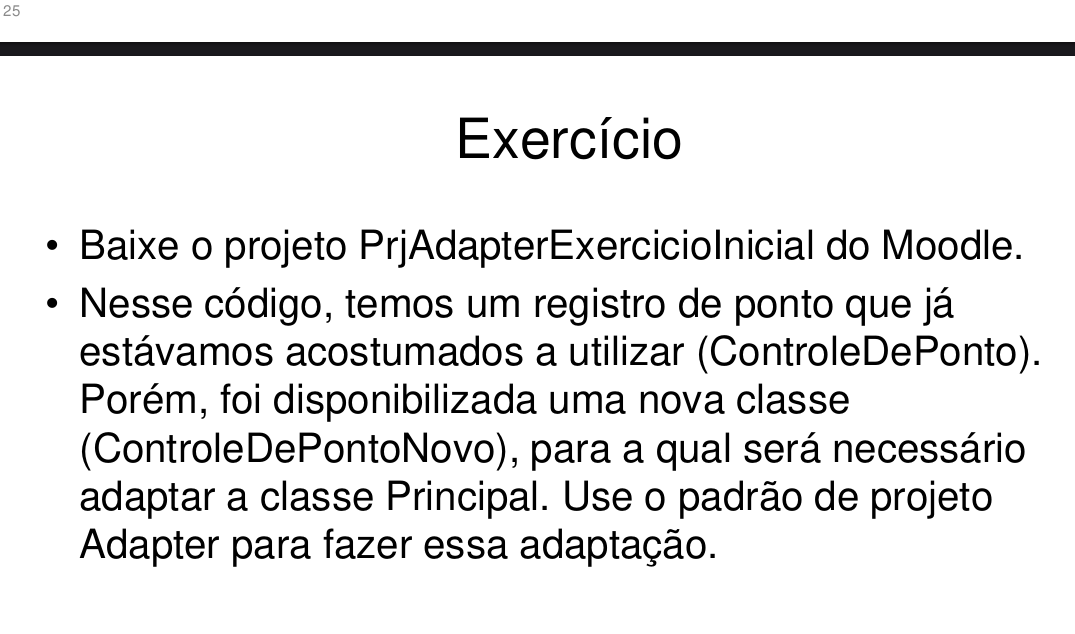 25
Exercício
• Baixe o projeto PrjAdapterExercicioInicial do Moodle.
• Nesse código, temos um registro de ponto que já
estávamos acostumados a utilizar (ControleDePonto).
Porém, foi disponibilizada uma nova classe
(ControleDePontoNovo), para a qual será necessário
adaptar a classe Principal. Use o padrão de projeto
Adapter para fazer essa adaptação.